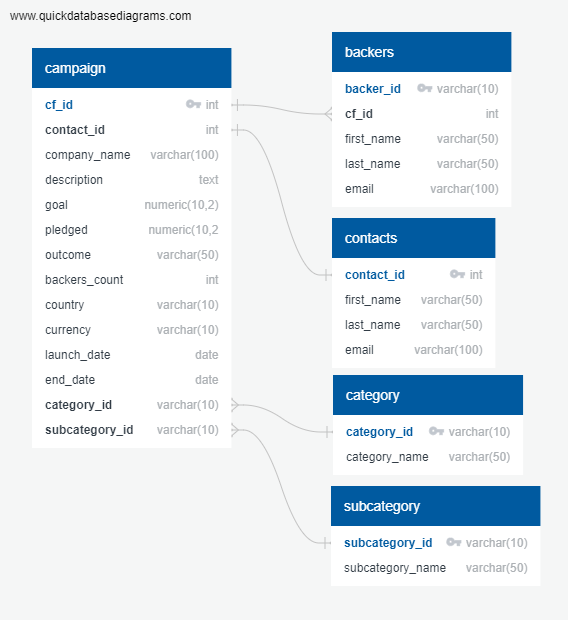 www.quickdatabasediagrams.com
campaign
cf_id int
contact_id int
company_name varchar(100)
description text
goal numeric(10,2)
pledged numeric(10,2
outcome varchar(50)
backers_count int
country varchar(10)
currency varchar(10)
launch_date date
end_date date
category_id varchar(10)
subcategory_id varchar(10)
backers
backer_id varchar(10)
cf_id int
first_name varchar(50)
last_name varchar(50)
email varchar(100)
contacts
contact_id int
first_name varchar(50)
last_name varchar(50)
email varchar(100)
category
category_id varchar(10)
category_name varchar(50)
subcategory
subcategory_id varchar(10)
subcategory_name varchar(50)